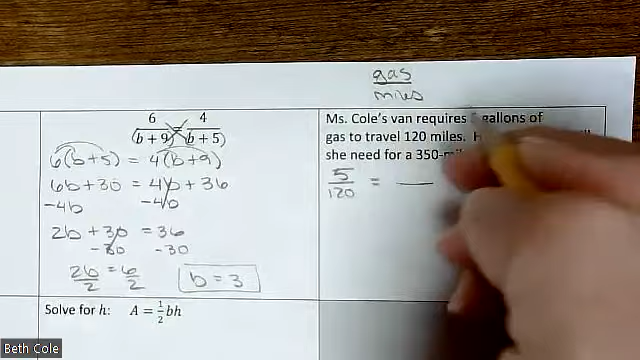 gas
miles
6 4
(b+9) = (b+5)
6(b+5) = 4(b+9)
6b+30 = 4b+36
-4b -4b
2b+30 = 36
-30 -30
2b = 6
2 2
b = 3
Ms. Cole's van requires gallons of
gas to travel 120 miles.
she need for a 350-mi
5
120 =
Solve for h: A = 1/2 bh
Beth Cole